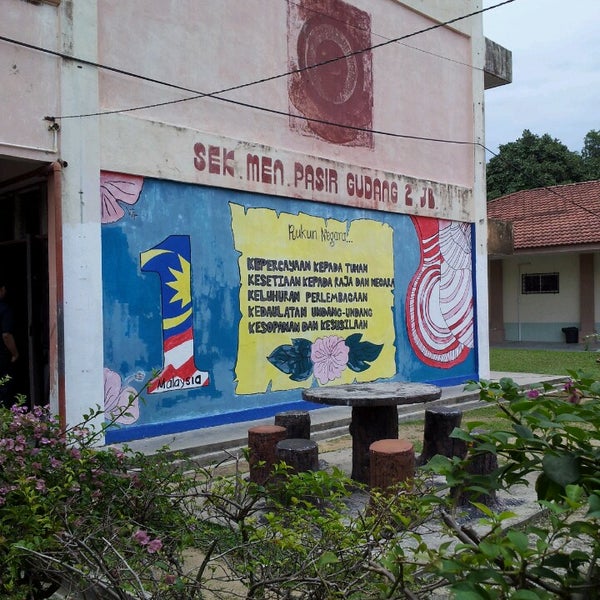 SEK MEN PASIR GUDANG 2 JB
Rukun Negara...
KEPERCAYAAN KEPADA TUHAN
KESETIAAN KEPADA RAJA DAN NEGARA
KELUHURAN PERLEMBAGAAN
KEDAULATAN UNDANG-UNDANG
KESOPANAN DAN KESUSILAAN
1
Malaysia